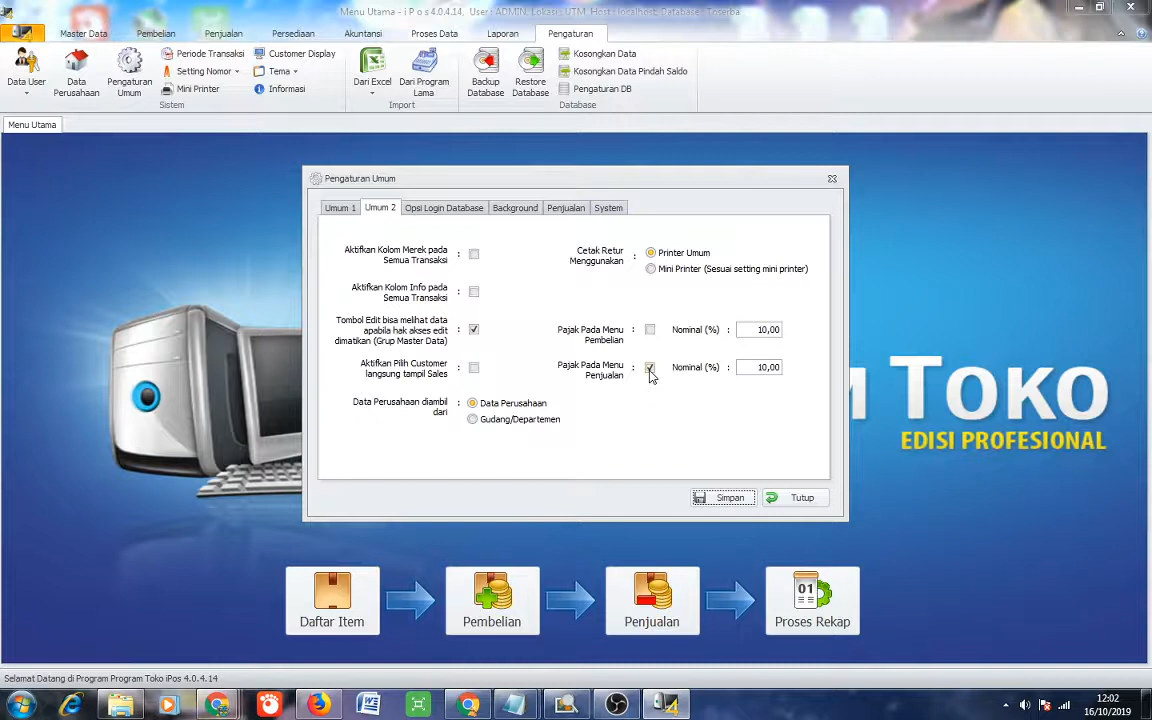 Menu Utama - i P o s 4.0.4.14, User : ADMIN, Lokasi : UTM, Host : localhost, Database : Toserba
Master Data Pembelian Penjualan Persediaan Akuntansi Proses Data Laporan Pengaturan
Data User
Data Perusahaan
Pengaturan Umum
Periode Transaksi
Setting Nomor
Mini Printer
Customer Display
Tema
Informasi
Sistem
Dari Excel
Dari Program Lama
Import
Backup Database
Restore Database
Kosongkan Data
Kosongkan Data Pindah Saldo
Pengaturan DB
Database
Menu Utama
Pengaturan Umum
Umum 1 Umum 2 Opsi Login Database Background Penjualan System
Aktifkan Kolom Merek pada
Semua Transaksi :
Aktifkan Kolom Info pada
Semua Transaksi :
Tombol Edit bisa melihat data
apabila hak akses edit :
dimatikan (Grup Master Data)
Aktifkan Pilih Customer :
langsung tampil Sales
Data Perusahaan diambil : Data Perusahaan
dari Gudang/Departemen
Cetak Retur : Printer Umum
Menggunakan Mini Printer (Sesuai setting mini printer)
Pajak Pada Menu : Nominal (%) : 10,00
Pembelian
Pajak Pada Menu : Nominal (%) : 10,00
Penjualan
Simpan Tutup
TOKO
EDISI PROFESIONAL
Daftar Item
Pembelian
Penjualan
01
Proses Rekap
Selamat Datang di Program Program Toko iPos 4.0.4.14
12:02
16/10/2019